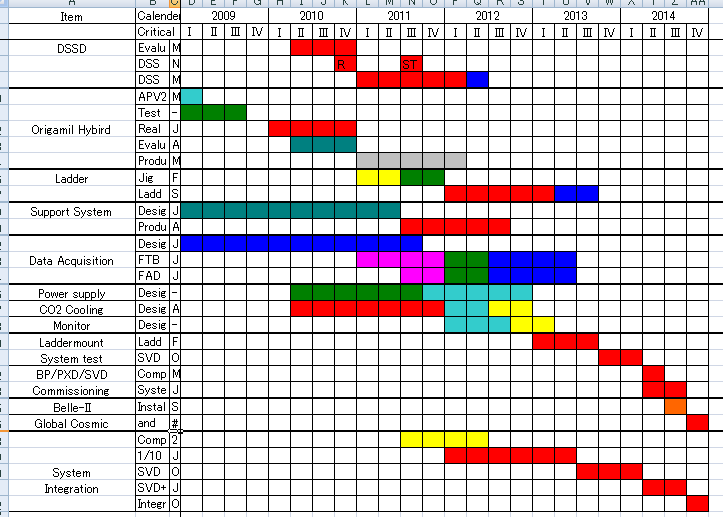 A B C D E F G H I J K L M N O P Q R S T U V W X Y Z AA
Item Calender 2009 2010 2011 2012 2013 2014
Critical Ⅰ Ⅱ Ⅲ Ⅳ Ⅰ Ⅱ Ⅲ Ⅳ Ⅰ Ⅱ Ⅲ Ⅳ Ⅰ Ⅱ Ⅲ Ⅳ Ⅰ Ⅱ Ⅲ Ⅳ Ⅰ Ⅱ Ⅲ Ⅳ
DSSD Evalu M
DSS N R ST
DSS M
APV2 M
Test -
Origamil Hybird Real J
Evalu A
Produ M
Ladder Jig F
Ladd S
Support System Desig J
Produ A
Desig J
Data Acquisition FTB J
FAD J
Power supply Desig -
CO2 Cooling Desig A
Monitor Desig -
Laddermount Ladd F
System test SVD O
BP/PXD/SVD Comp M
Commissioning Syste J
Belle-Ⅱ Instal S
Global Cosmic and #
Comp 2
1/10 J
System SVD O
Integration SVD+ J
Integr O